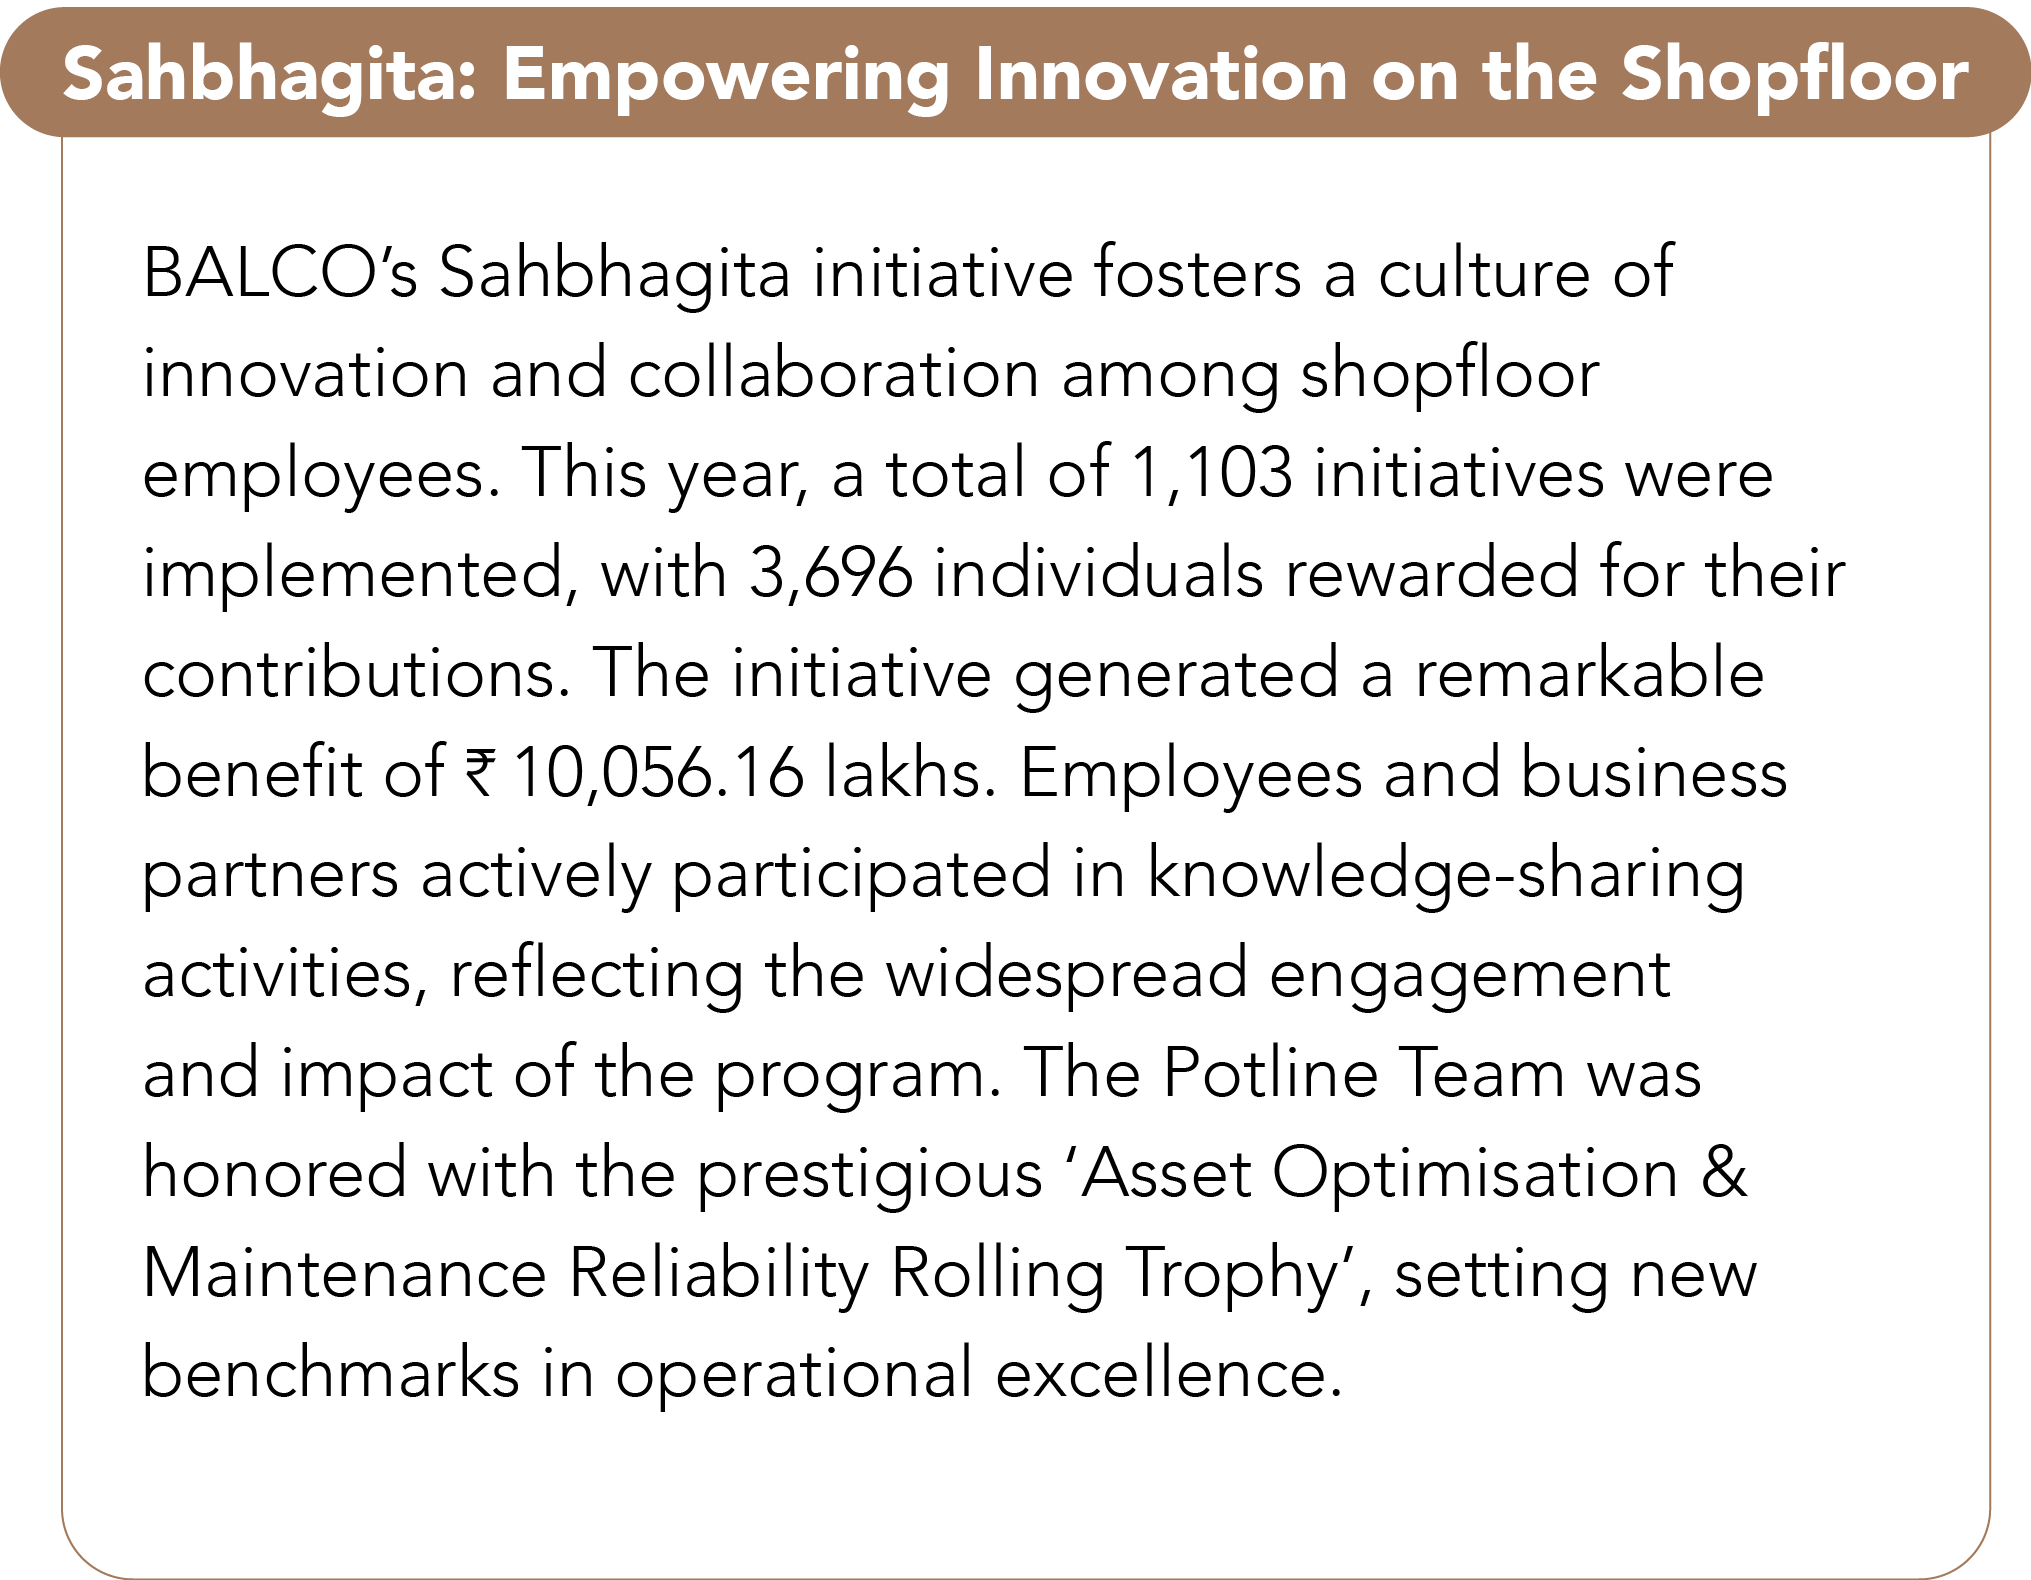 Sahbhagita: Empowering Innovation on the Shopfloor
BALCO’s Sahbhagita initiative fosters a culture of
innovation and collaboration among shopfloor
employees. This year, a total of 1,103 initiatives were
implemented, with 3,696 individuals rewarded for their
contributions. The initiative generated a remarkable
benefit of ₹ 10,056.16 lakhs. Employees and business
partners actively participated in knowledge-sharing
activities, reflecting the widespread engagement
and impact of the program. The Potline Team was
honored with the prestigious ‘Asset Optimisation &
Maintenance Reliability Rolling Trophy’, setting new
benchmarks in operational excellence.